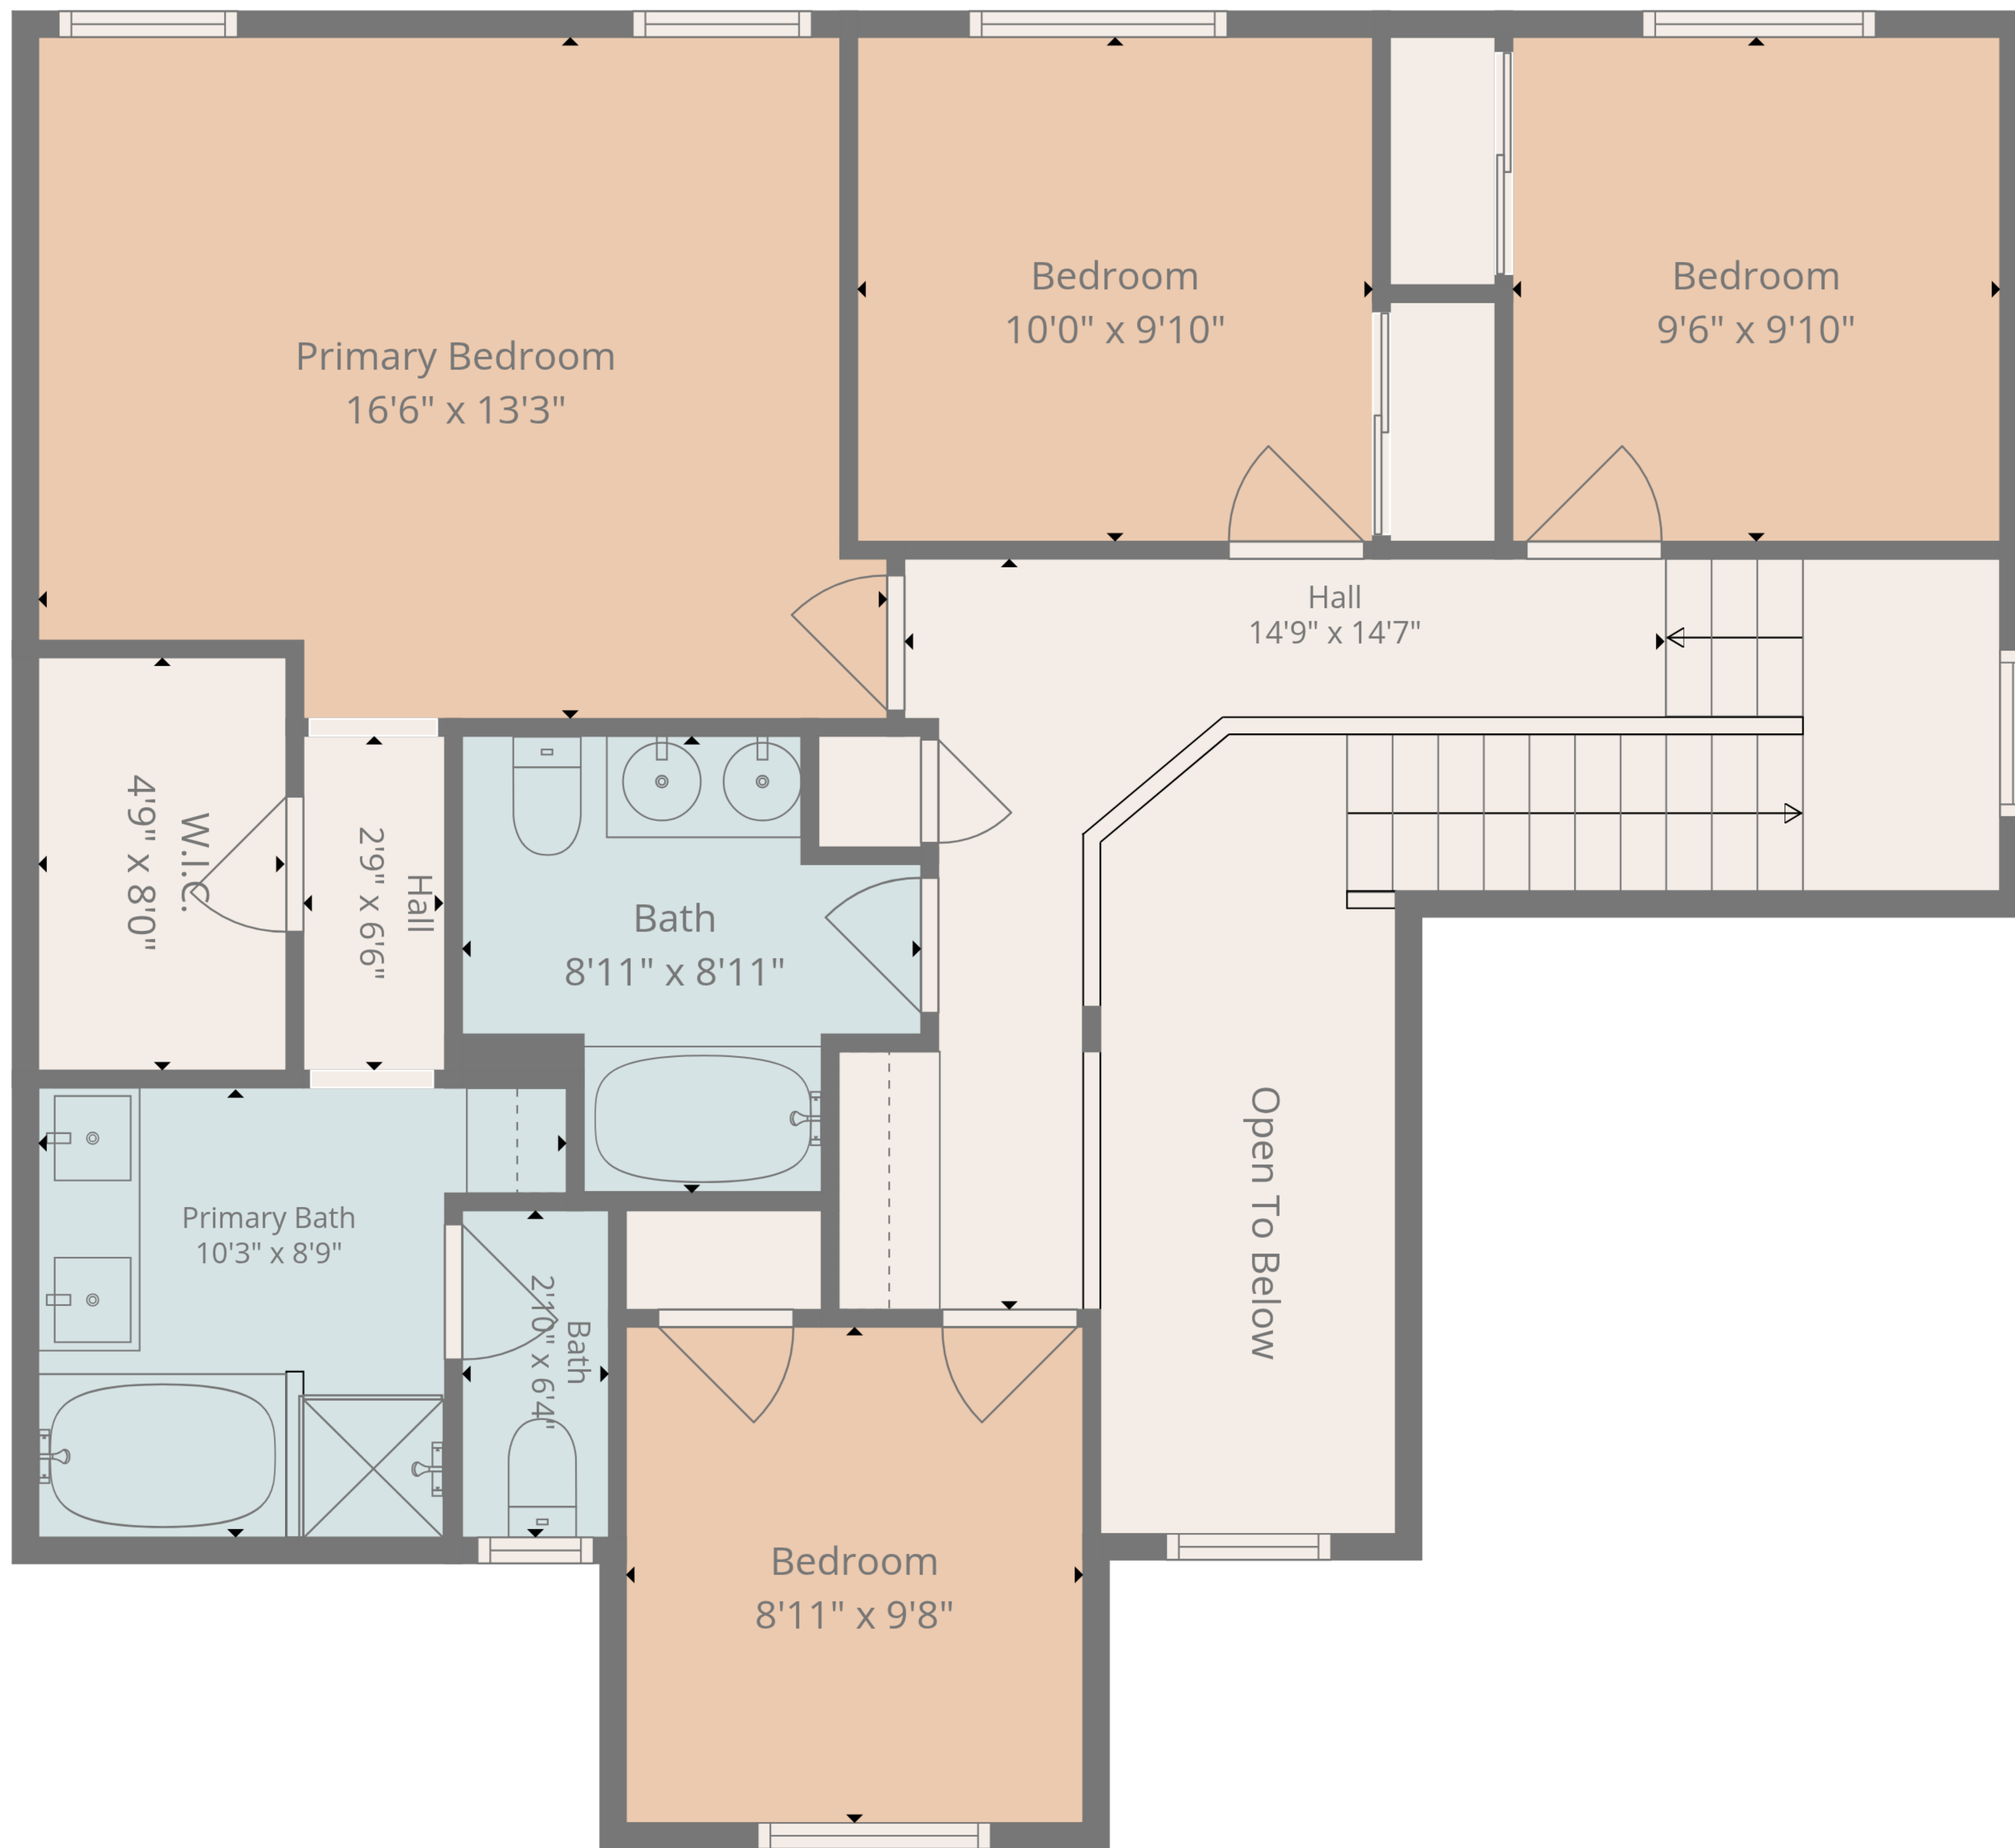 Primary Bedroom
16'6" x 13'3"
Bedroom
10'0" x 9'10"
Bedroom
9'6" x 9'10"
Hall
14'9" x 14'7"
W.I.C.
4'9" x 8'0"
Hall
2'9" x 6'6"
Bath
8'11" x 8'11"
Primary Bath
10'3" x 8'9"
Bath
2'10" x 6'4"
Open To Below
Bedroom
8'11" x 9'8"